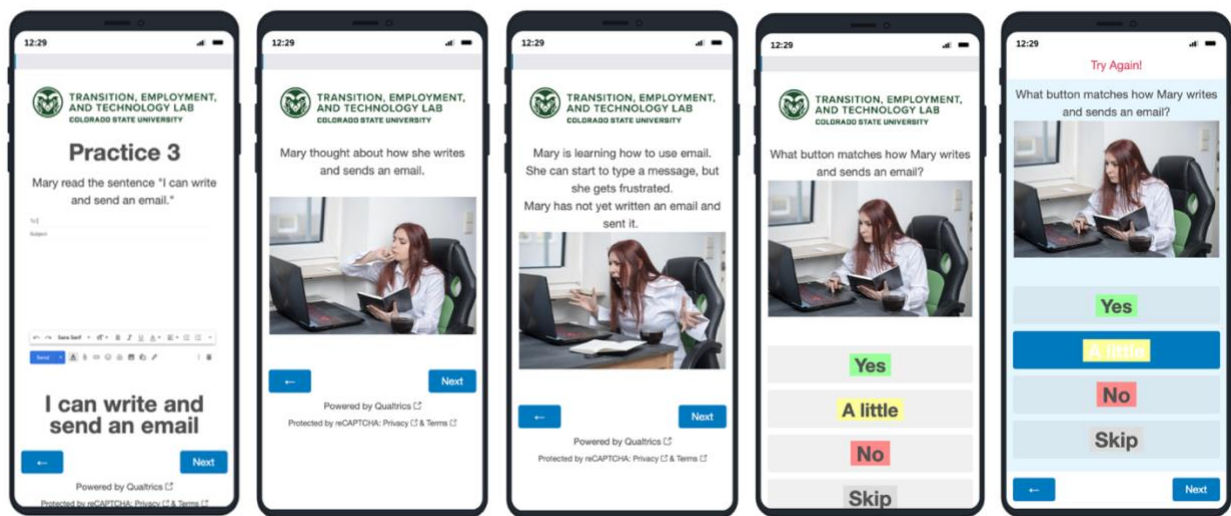 12:29
TRANSITION, EMPLOYMENT,
AND TECHNOLOGY LAB
COLORADO STATE UNIVERSITY
Practice 3
Mary read the sentence "I can write
and send an email."
To
Subject
Sans Serif
Send
I can write and
send an email
←
Next
Powered by Qualtrics
Protected by reCAPTCHA: Privacy & Terms
12:29
TRANSITION, EMPLOYMENT,
AND TECHNOLOGY LAB
COLORADO STATE UNIVERSITY
Mary thought about how she writes
and sends an email.
←
Next
Powered by Qualtrics
Protected by reCAPTCHA: Privacy & Terms
12:29
TRANSITION, EMPLOYMENT,
AND TECHNOLOGY LAB
COLORADO STATE UNIVERSITY
Mary is learning how to use email.
She can start to type a message, but
she gets frustrated.
Mary has not yet written an email and
sent it.
←
Next
Powered by Qualtrics
Protected by reCAPTCHA: Privacy & Terms
12:29
TRANSITION, EMPLOYMENT,
AND TECHNOLOGY LAB
COLORADO STATE UNIVERSITY
What button matches how Mary writes
and sends an email?
Yes
A little
No
Skip
12:29
Try Again!
What button matches how Mary writes
and sends an email?
Yes
A little
No
Skip
←
Next